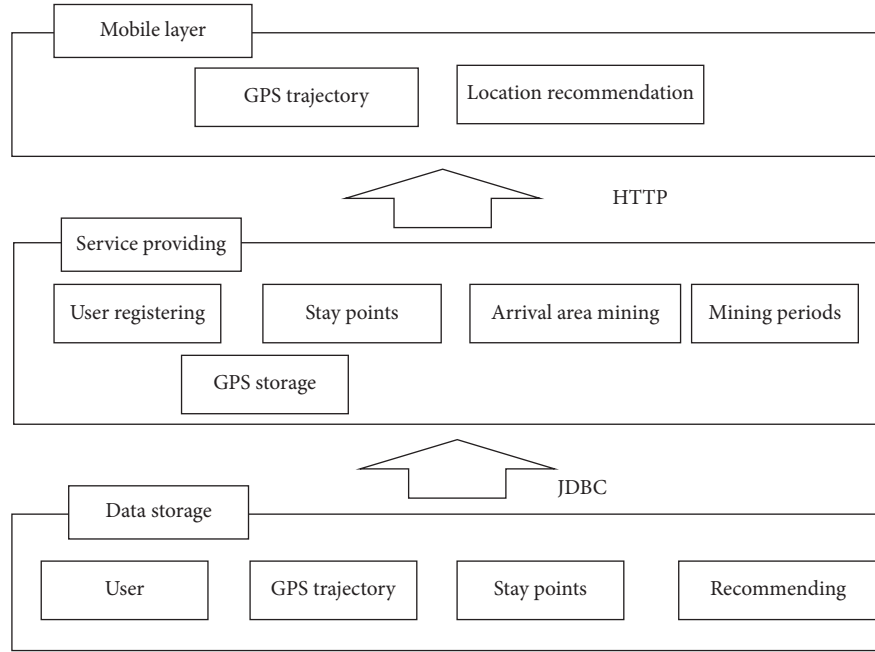 Mobile layer
GPS trajectory
Location recommendation
HTTP
Service providing
User registering
Stay points
Arrival area mining
Mining periods
GPS storage
JDBC
Data storage
User
GPS trajectory
Stay points
Recommending